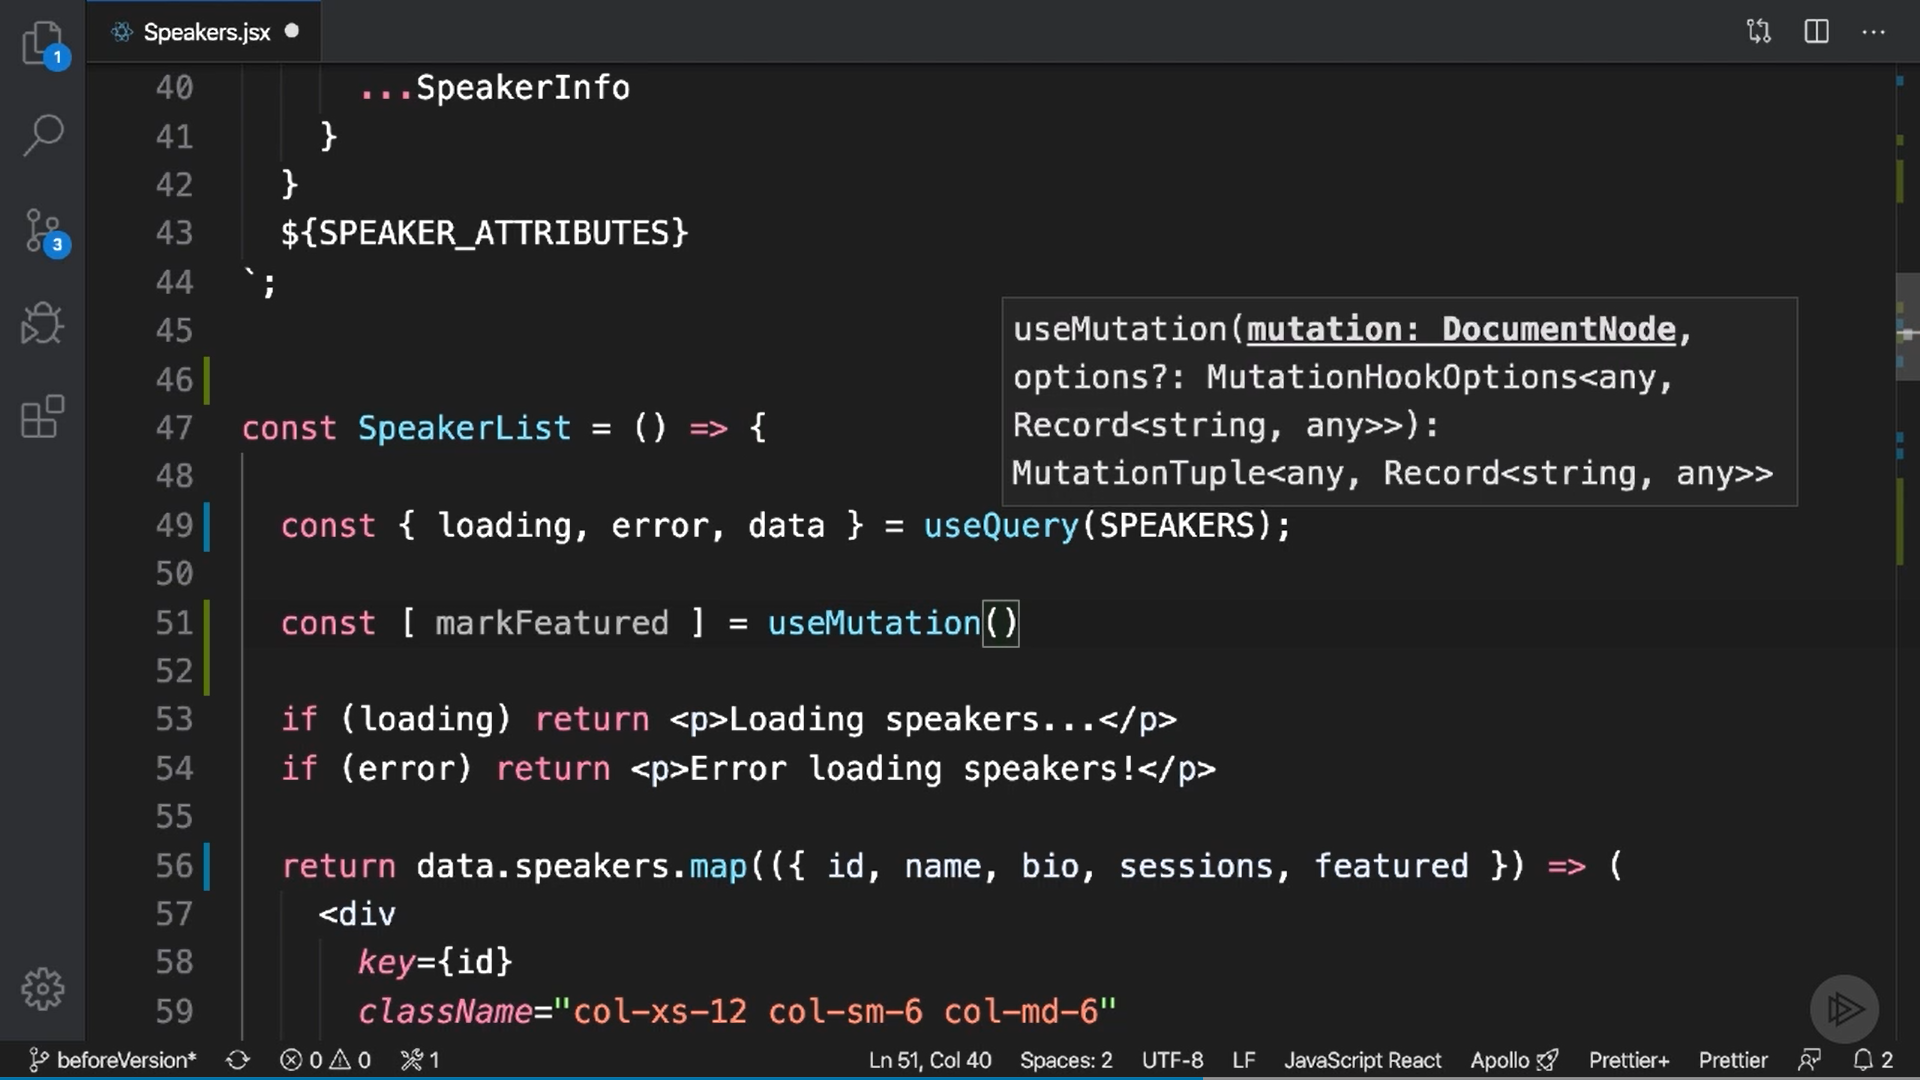 Speakers.jsx
1
40 ...SpeakerInfo
41 }
42 }
43 ${SPEAKER_ATTRIBUTES}
44 `;
45
46
useMutation(mutation: DocumentNode,
options?: MutationHookOptions<any,
Record<string, any>>):
MutationTuple<any, Record<string, any>>
3
47 const SpeakerList = () => {
48
49 const { loading, error, data } = useQuery(SPEAKERS);
50
51 const [ markFeatured ] = useMutation()
52
53 if (loading) return <p>Loading speakers...</p>
54 if (error) return <p>Error loading speakers!</p>
55
56 return data.speakers.map(({ id, name, bio, sessions, featured }) => (
57 <div
58 key={id}
59 className="col-xs-12 col-sm-6 col-md-6"
beforeVersion* 0 0 1 Ln 51, Col 40 Spaces: 2 UTF-8 LF JavaScript React Apollo Prettier+ Prettier 2